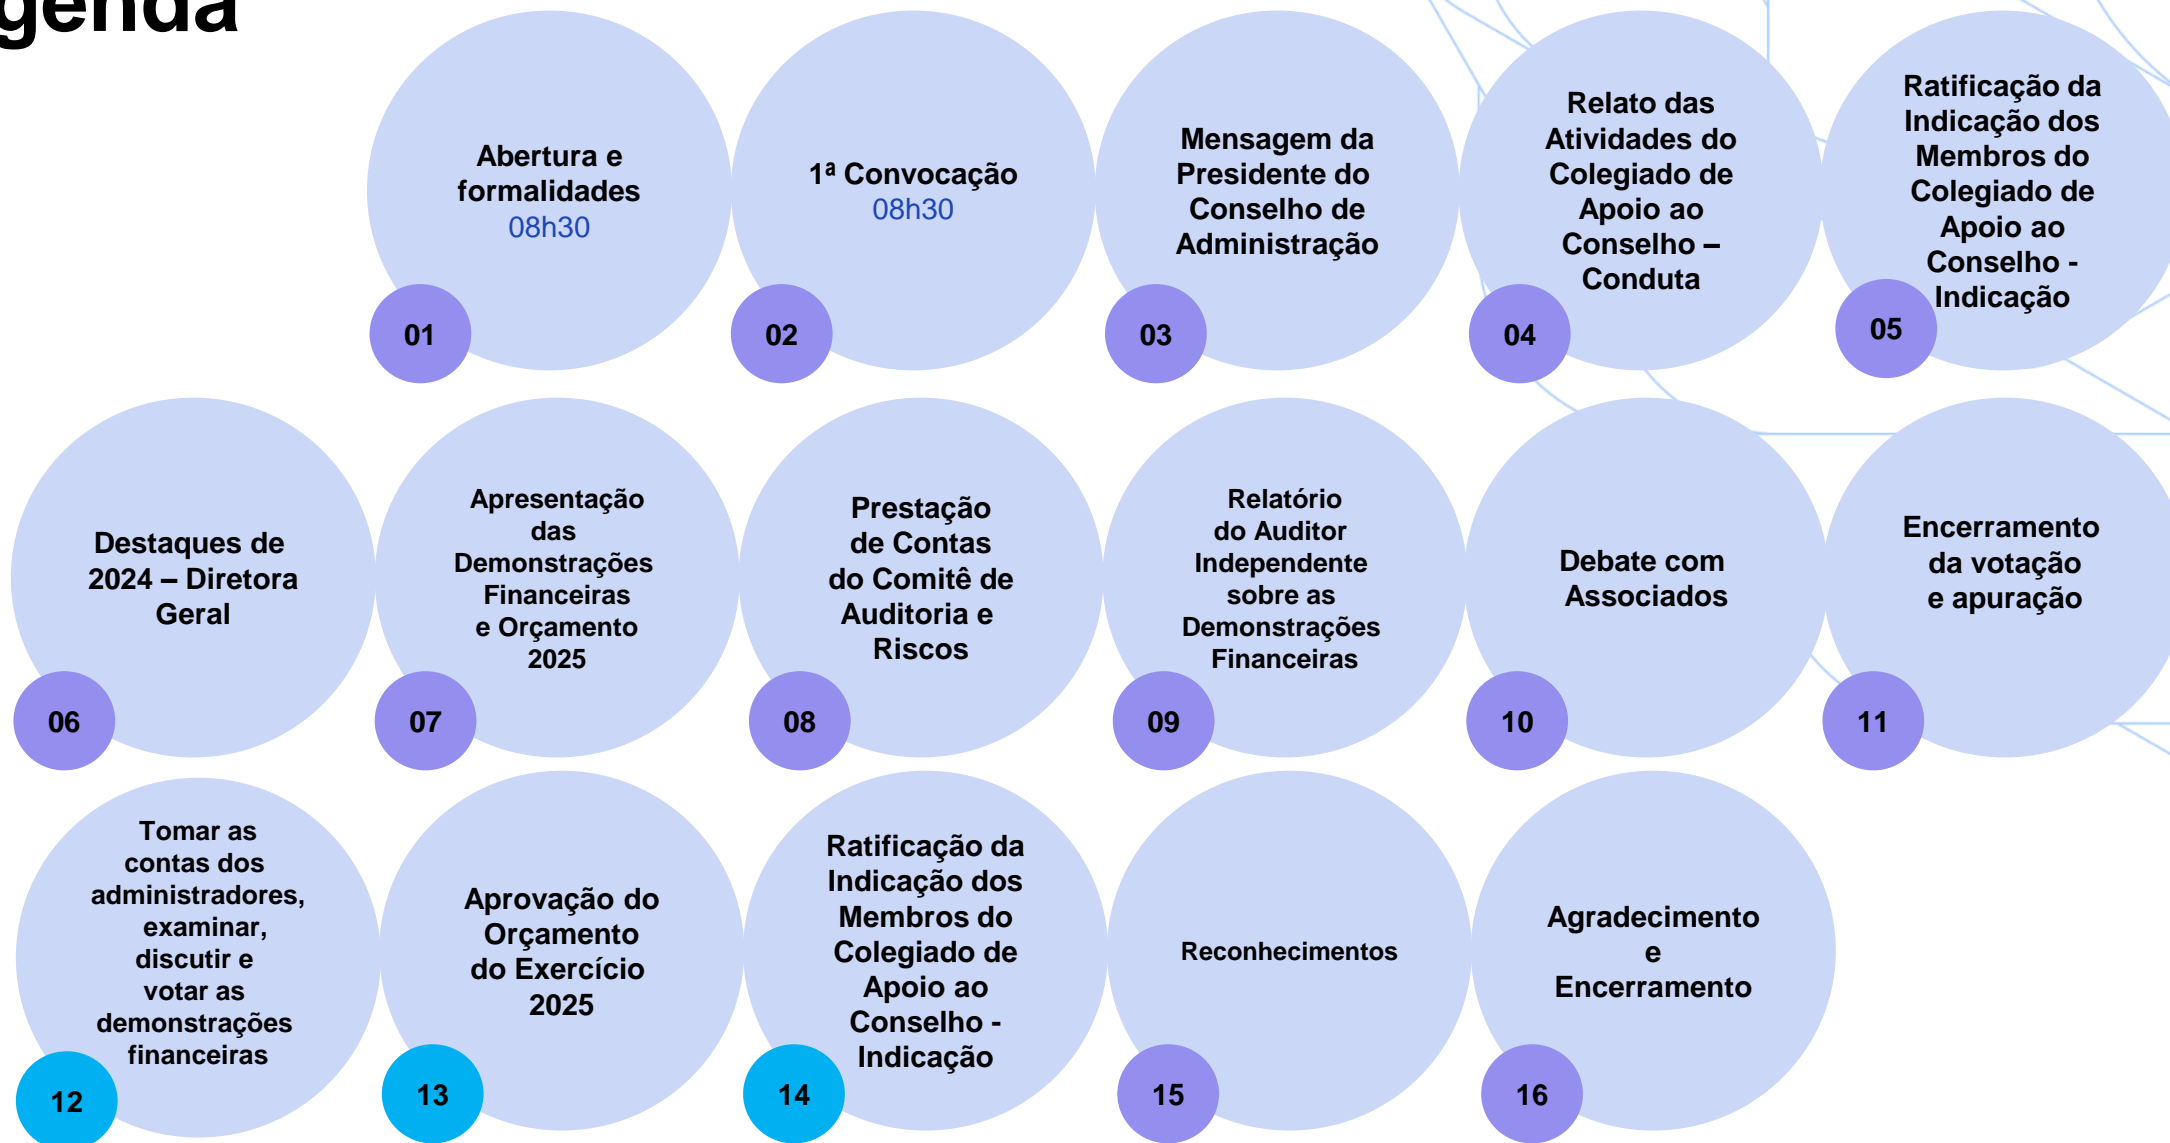 genda
Abertura e
formalidades
08h30
01
1ª Convocação
08h30
02
Mensagem da
Presidente do
Conselho de
Administração
03
Relato das
Atividades do
Colegiado de
Apoio ao
Conselho –
Conduta
04
Ratificação da
Indicação dos
Membros do
Colegiado de
Apoio ao
Conselho -
Indicação
05
Destaques de
2024 – Diretora
Geral
06
Apresentação
das
Demonstrações
Financeiras
e Orçamento
2025
07
Prestação
de Contas
do Comitê de
Auditoria e
Riscos
08
Relatório
do Auditor
Independente
sobre as
Demonstrações
Financeiras
09
Debate com
Associados
10
Encerramento
da votação
e apuração
11
Tomar as
contas dos
administradores,
examinar,
discutir e
votar as
demonstrações
financeiras
12
Aprovação do
Orçamento
do Exercício
2025
13
Ratificação da
Indicação dos
Membros do
Colegiado de
Apoio ao
Conselho -
Indicação
14
Reconhecimentos
15
Agradecimento
e
Encerramento
16